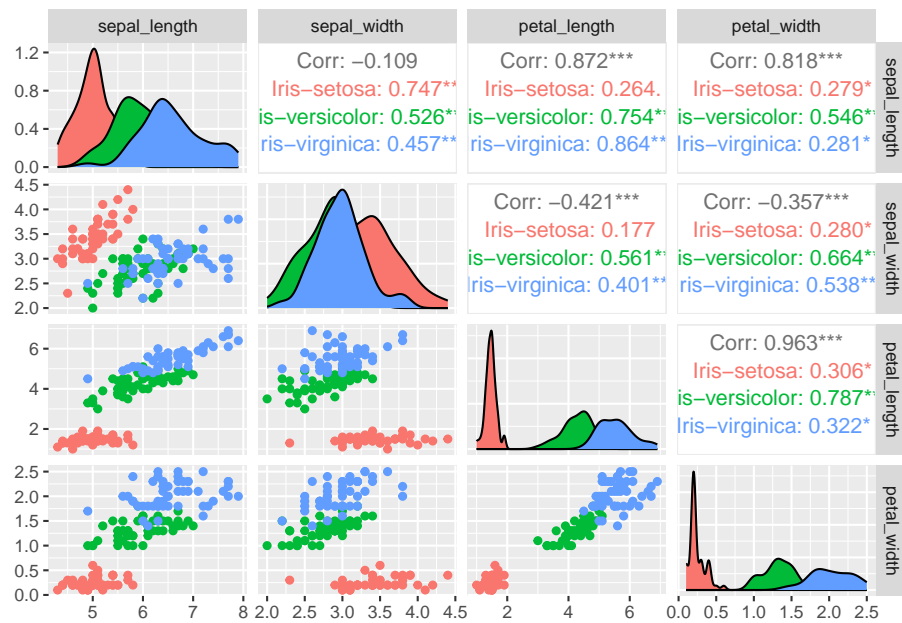 sepal_length sepal_width petal_length petal_width
1.2
0.8
0.4
0.0
Corr: −0.109
Iris−setosa: 0.747**
is−versicolor: 0.526**
ris−virginica: 0.457**
Corr: 0.872***
Iris−setosa: 0.264.
is−versicolor: 0.754**
ris−virginica: 0.864**
Corr: 0.818***
Iris−setosa: 0.279*
is−versicolor: 0.546**
Iris−virginica: 0.281*
sepal_length
4.5
4.0
3.5
3.0
2.5
2.0
Corr: −0.421***
Iris−setosa: 0.177
is−versicolor: 0.561**
Iris−virginica: 0.401**
Corr: −0.357***
Iris−setosa: 0.280*
is−versicolor: 0.664**
ris−virginica: 0.538**
sepal_width
6
4
2
Corr: 0.963***
Iris−setosa: 0.306*
is−versicolor: 0.787**
Iris−virginica: 0.322*
petal_length
2.5
2.0
1.5
1.0
0.5
0.0
petal_width
5 6 7 8 2.0 2.5 3.0 3.5 4.0 4.5 2 4 6 0.0 0.5 1.0 1.5 2.0 2.5